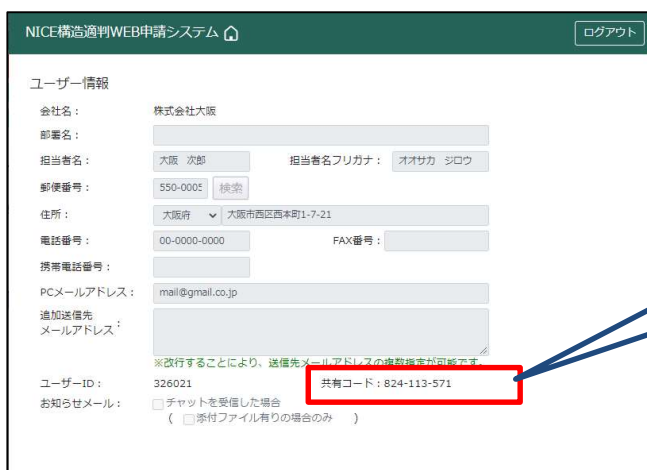 NICE構造適判WEB申請システム
ログアウト
ユーザー情報
会社名： 株式会社大阪
部署名：
担当者名： 大阪 次郎 担当者名フリガナ： オオサカ ジロウ
郵便番号： 550-0005 検索
住所： 大阪府 大阪市西区西本町1-7-21
電話番号： 00-0000-0000 FAX番号：
携帯電話番号：
PCメールアドレス： mail@gmail.co.jp
追加送信先
メールアドレス：
※改行することにより、送信先メールアドレスの複数指定が可能です。
ユーザーID： 326021 共有コード：824-113-571
お知らせメール： チャットを受信した場合
( 添付ファイル有りの場合のみ )